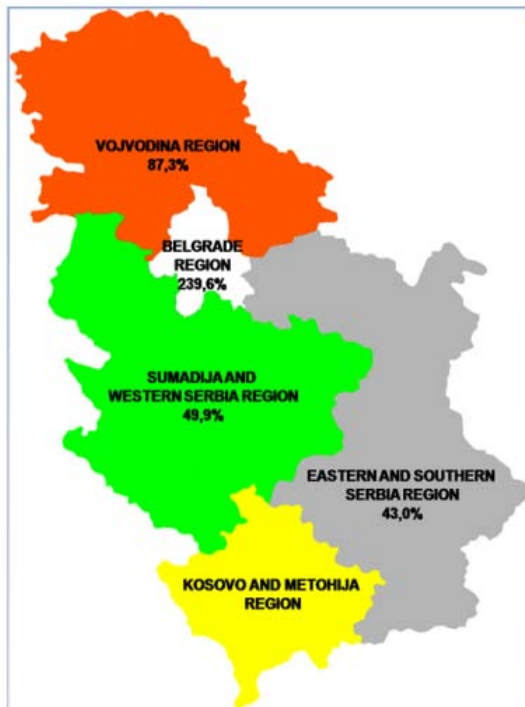 VOJVODINA REGION
87,3%
BELGRADE
REGION
239,6%
SUMADIJA AND
WESTERN SERBIA REGION
49,9%
EASTERN AND SOUTHERN
SERBIA REGION
43,0%
KOSOVO AND METOHIJA
REGION